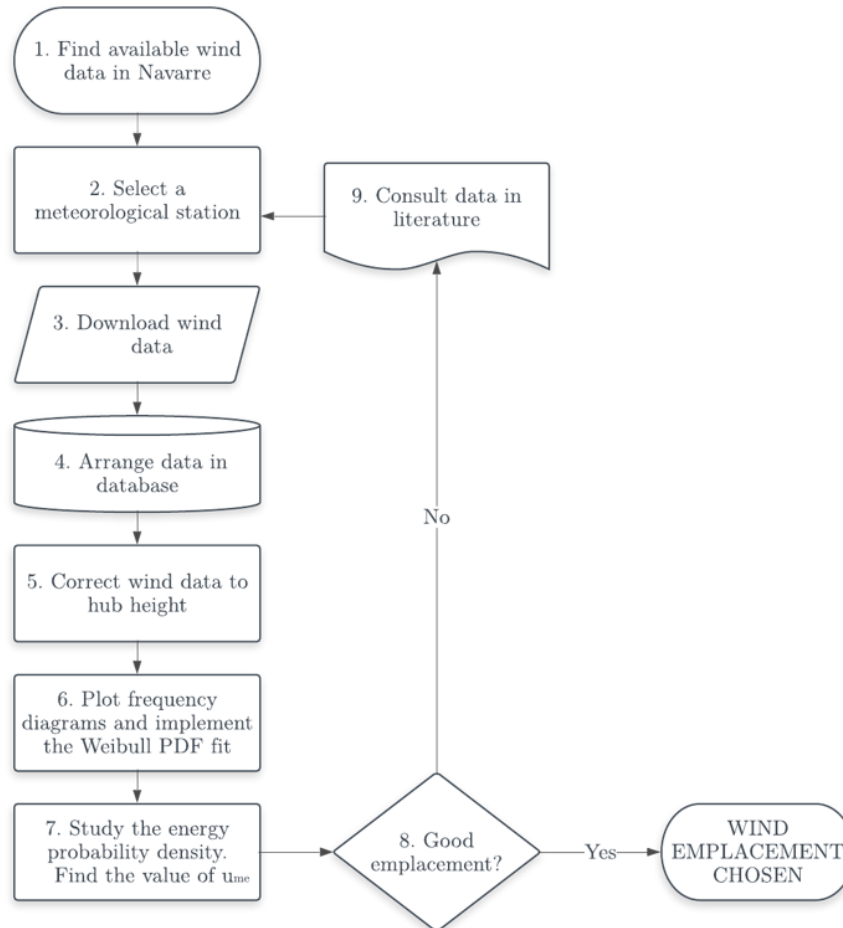 1. Find available wind
data in Navarre
2. Select a
meteorological station
9. Consult data in
literature
3. Download wind
data
4. Arrange data in
database
5. Correct wind data to
hub height
No
6. Plot frequency
diagrams and implement
the Weibull PDF fit
7. Study the energy
probability density.
Find the value of uₘₑ
8. Good
emplacement?
Yes
WIND
EMPLACEMENT
CHOSEN